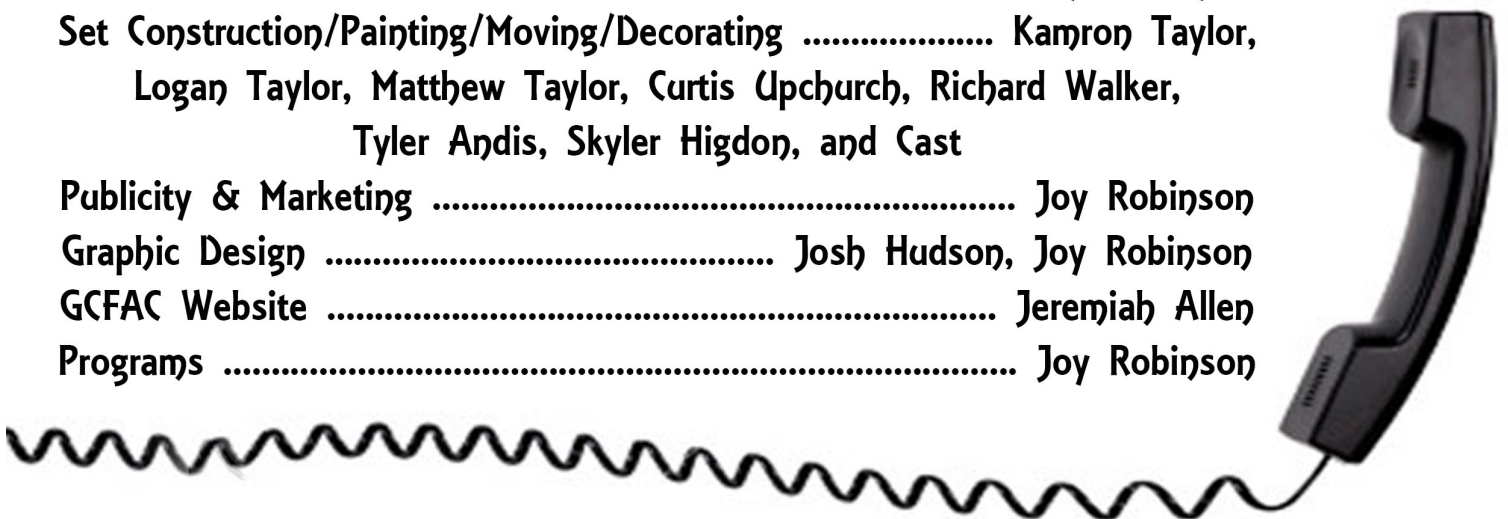 Set Construction/Painting/Moving/Decorating .................... Kamron Taylor,
Logan Taylor, Matthew Taylor, Curtis Upchurch, Richard Walker,
Tyler Andis, Skyler Higdon, and Cast
Publicity & Marketing ............................................................. Joy Robinson
Graphic Design ............................................... Josh Hudson, Joy Robinson
GCFAC Website ...................................................................... Jeremiah Allen
Programs ................................................................................... Joy Robinson